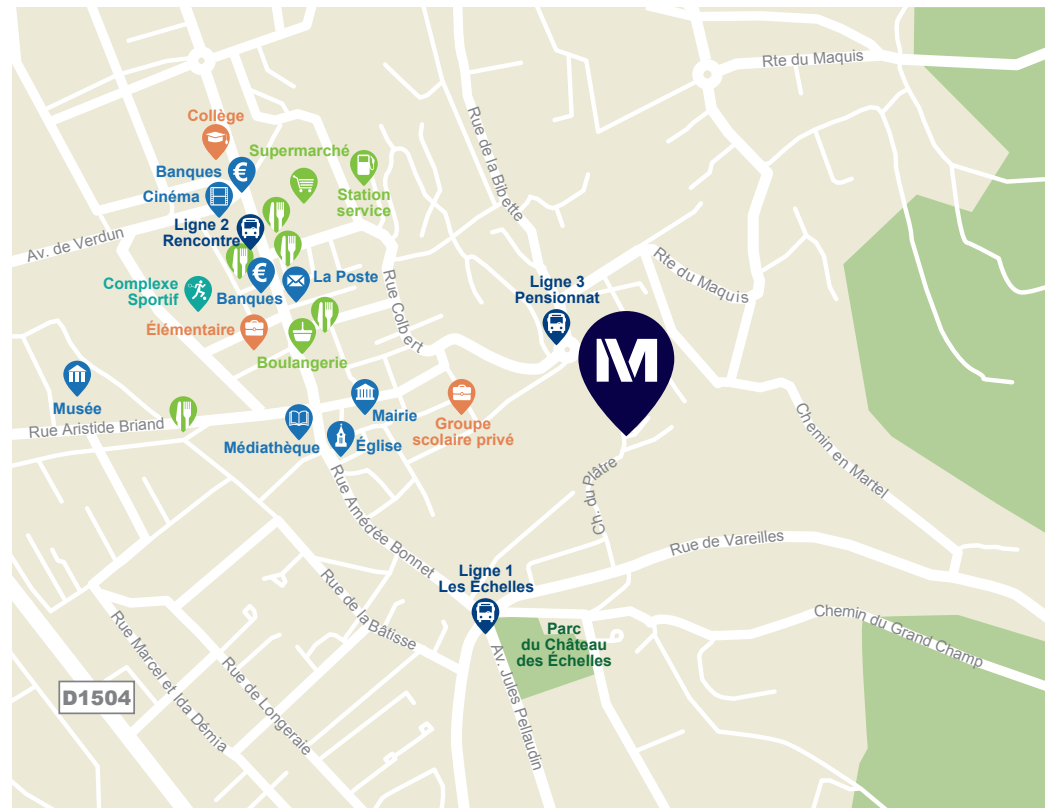 Rte du Maquis
Collège
Rue de la Bibette
Supermarché
Banques
Station
service
Cinéma
Ligne 2
Rencontre
Av. de Verdun
Rte du Maquis
La Poste
Complexe
Sportif
Banques
Ligne 3
Pensionnat
Rue Colbert
Élémentaire
Boulangerie
M
Musée
Mairie
Rue Aristide Briand
Groupe
scolaire privé
Médiathèque
Église
Chemin en Martel
Ch. du Plâtre
Rue Amédée Bonnet
Rue de Vareilles
Ligne 1
Les Échelles
Rue de la Bâtisse
Chemin du Grand Champ
Parc
du Château
des Échelles
Rue Marcel et Ida Démia
Rue de Longeraie
Av. Jules Pellaudin
D1504